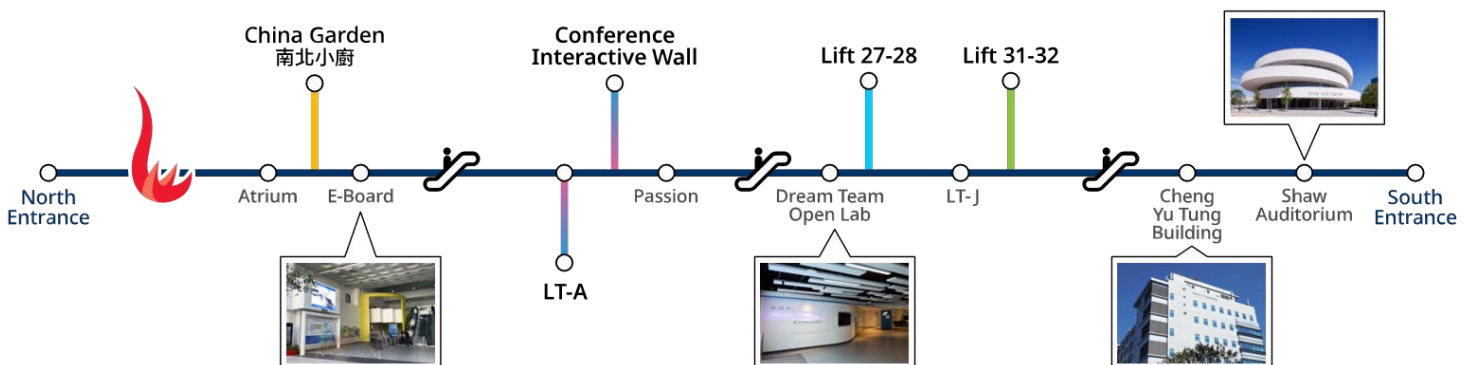 China Garden
南北小廚
Conference
Interactive Wall
Lift 27-28
Lift 31-32
North
Entrance
Atrium
E-Board
Passion
Dream Team
Open Lab
LT-J
Cheng
Yu Tung
Building
Shaw
Auditorium
South
Entrance
LT-A